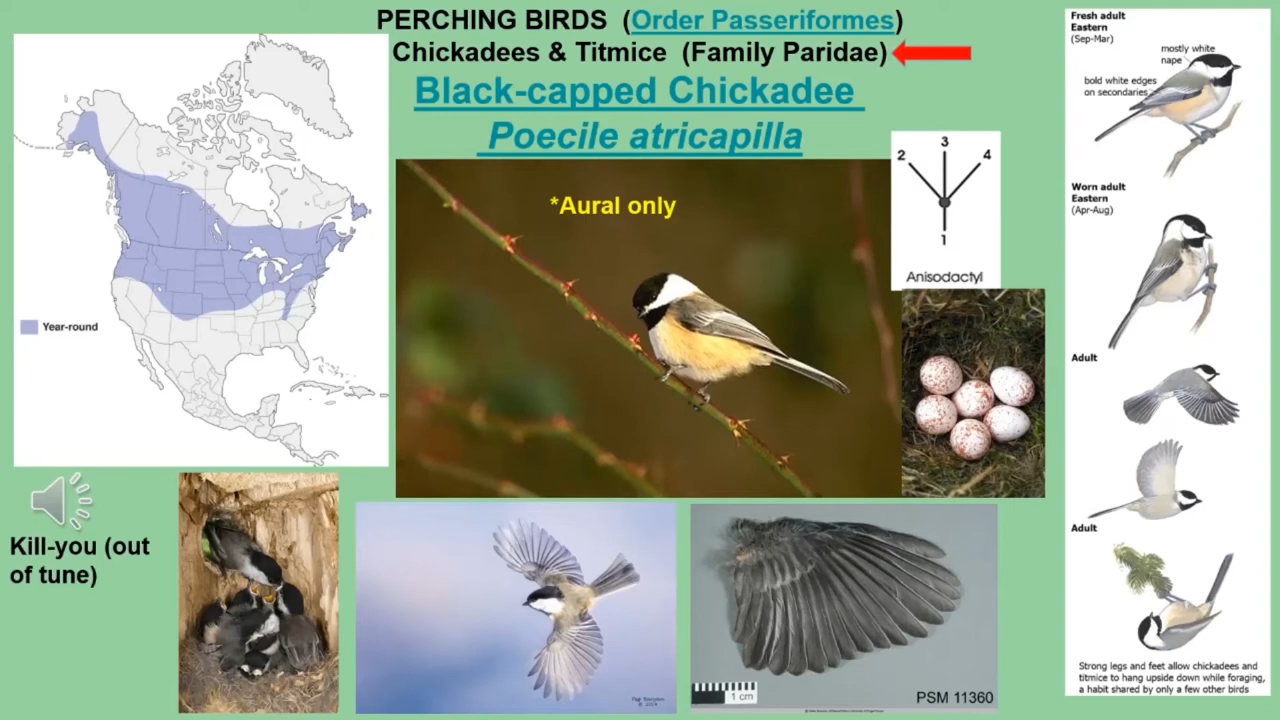 PERCHING BIRDS (Order Passeriformes)
Chickadees & Titmice (Family Paridae)
Black-capped Chickadee
Poecile atricapilla
*Aural only
2
3
4
1
Anisodactyl
Year-round
Kill-you (out
of tune)
1 cm
PSM 11360
Fresh adult
Eastern
(Sep-Mar)
mostly white
nape
bold white edges
on secondaries
Worn adult
Eastern
(Apr-Aug)
Adult
Adult
Strong legs and feet allow chickadees and
titmice to hang upside down while foraging,
a habit shared by only a few other birds